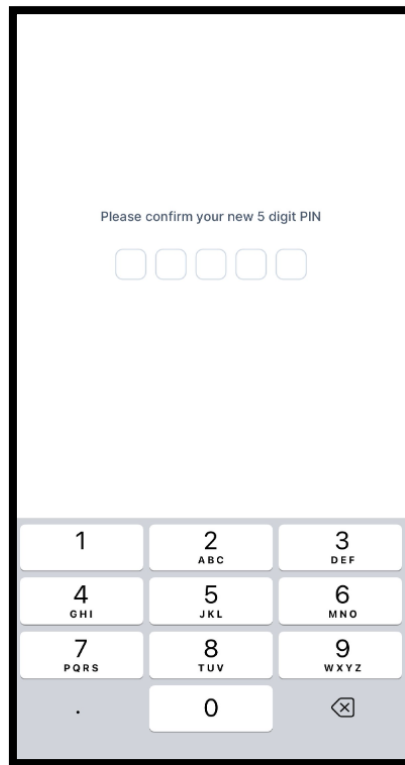 Please confirm your new 5 digit PIN
1 2 3
ABC DEF
4 5 6
GHI JKL MNO
7 8 9
PQRS TUV WXYZ
. 0